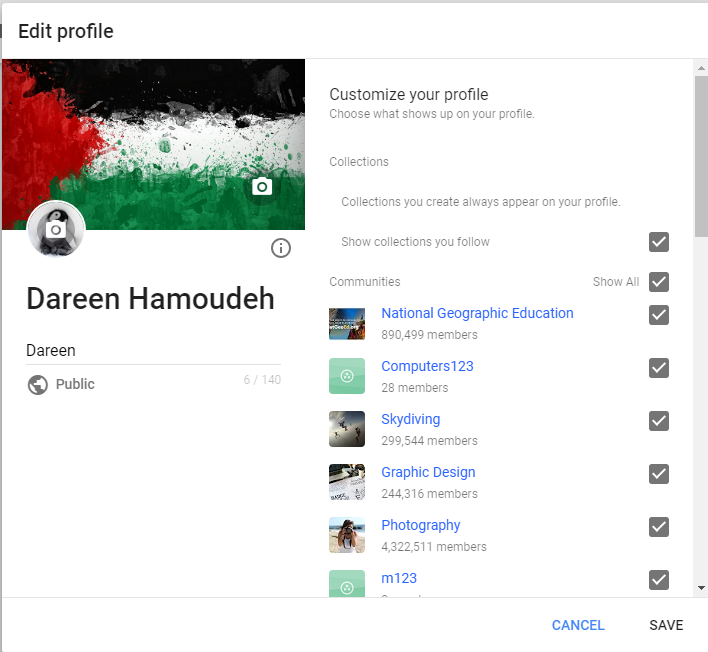 Edit profile
Customize your profile
Choose what shows up on your profile.
Collections
Collections you create always appear on your profile.
Show collections you follow
Dareen Hamoudeh
Dareen
Public
6 / 140
Communities
Show All
National Geographic Education
890,499 members
Computers123
28 members
Skydiving
299,544 members
Graphic Design
244,316 members
Photography
4,322,511 members
m123
CANCEL
SAVE